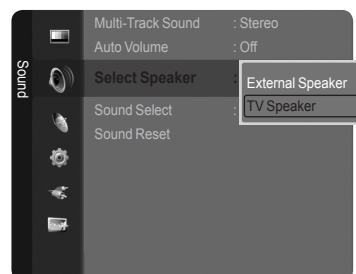 Sound
Multi-Track Sound : Stereo
Auto Volume : Off
Select Speaker :
External Speaker
TV Speaker
Sound Select :
Sound Reset